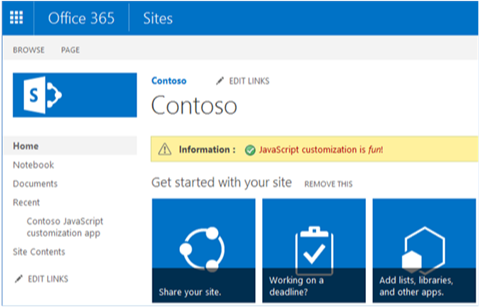 Office 365 Sites
BROWSE PAGE
S
Contoso EDIT LINKS
Contoso
Home
Notebook
Documents
Recent
Contoso JavaScript
customization app
Site Contents
EDIT LINKS
Information : JavaScript customization is fun!
Get started with your site REMOVE THIS
Share your site.
Working on a
deadline?
Add lists, libraries,
and other apps.